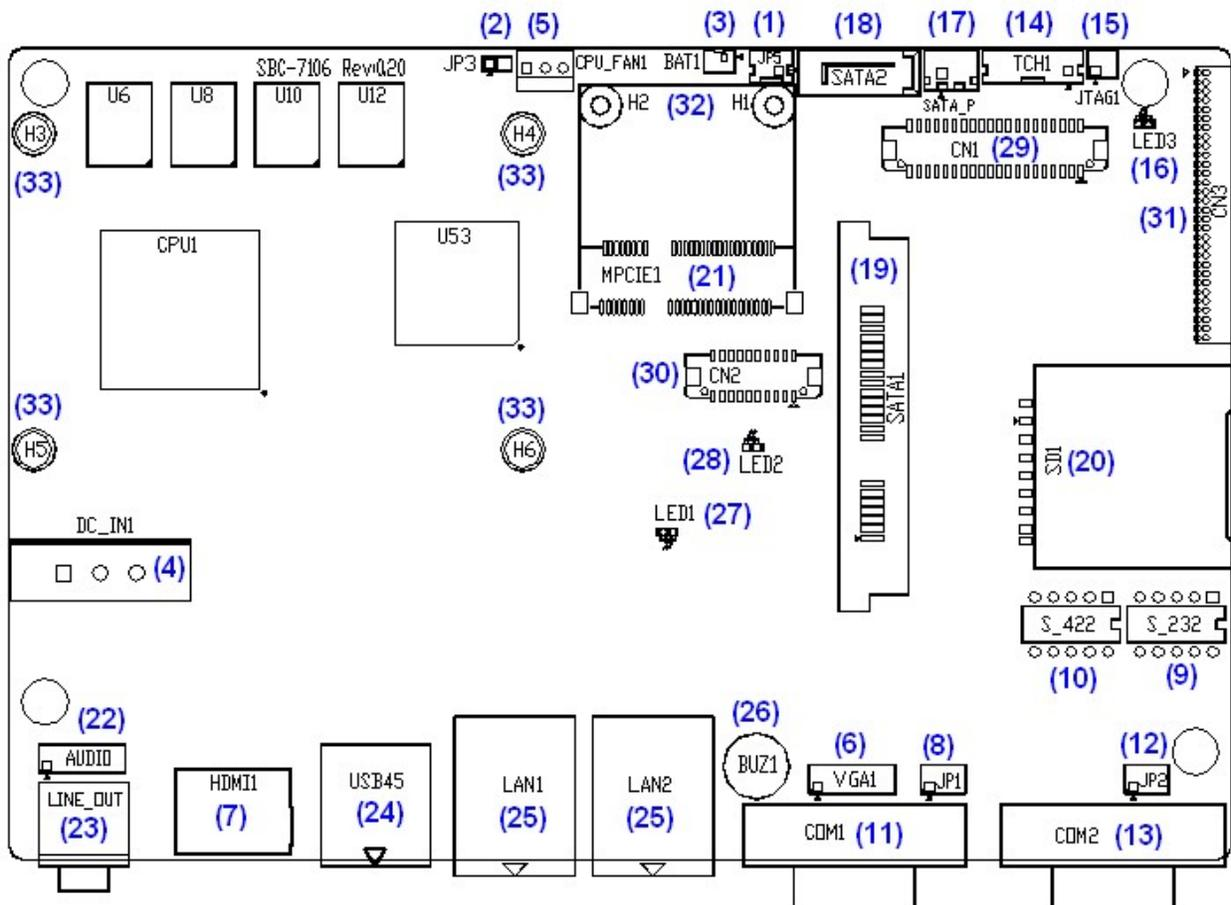 (2) (5) (3) (1) (18) (17) (14) (15)
JP3 CPU_FAN1 BAT1 JP5 SATA2 TCH1
SBC-7106 Rev:0.20
SATA_P JTAG1
U6 U8 U10 U12
H2 (32) H1
LED3
H3 H4
CN1 (29)
(33) (33) (16)
CN3
(31)
CPU1 U53
MPCIE1 (21) (19)
(30) CN2
SATA1
(33) (33)
H5 H6
(28) LED2
SD1 (20)
LED1 (27)
DC_IN1
(4)
S_422 S_232
(10) (9)
(22) (26) (6) (8) (12)
AUDIO BUZ1 VGA1 JP1 JP2
LINE_OUT HDMI1 USB45 LAN1 LAN2
(23) (7) (24) (25) (25)
COM1 (11) COM2 (13)